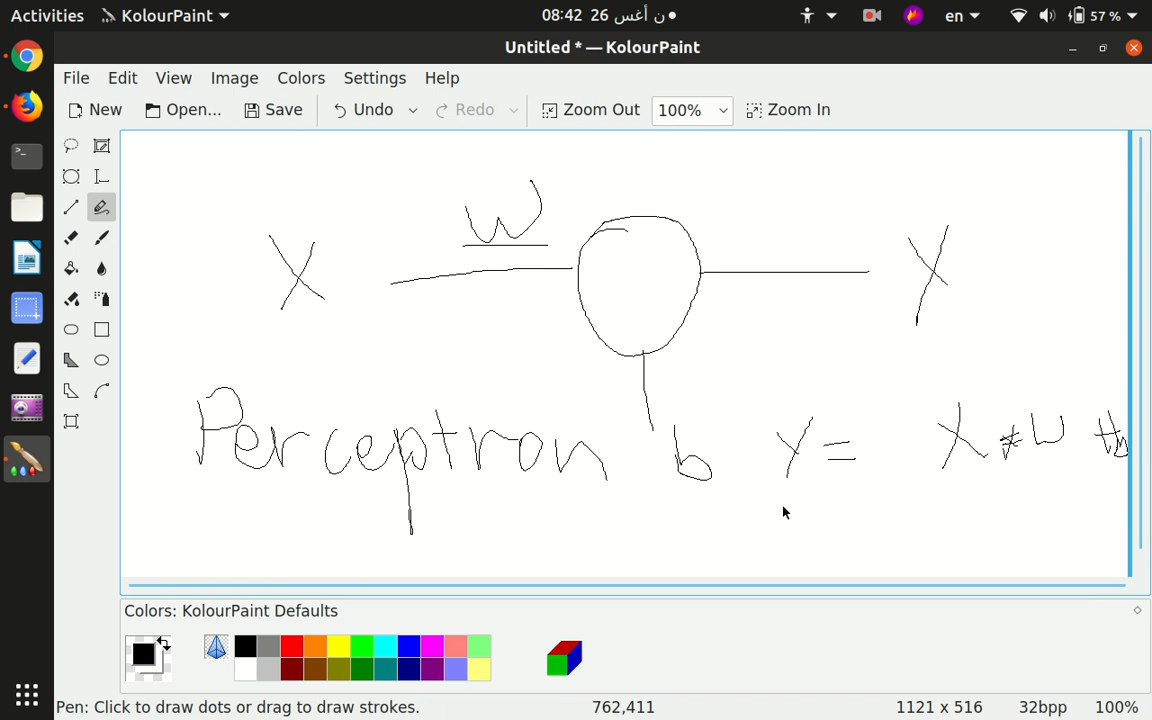 Activities KolourPaint 08:42 26 ن أغس en 57 %
Untitled * — KolourPaint
File Edit View Image Colors Settings Help
New Open... Save Undo Redo Zoom Out 100% Zoom In
W
X Y
Perceptron b Y = X * W + b
Colors: KolourPaint Defaults
Pen: Click to draw dots or drag to draw strokes. 762,411 1121 x 516 32bpp 100%